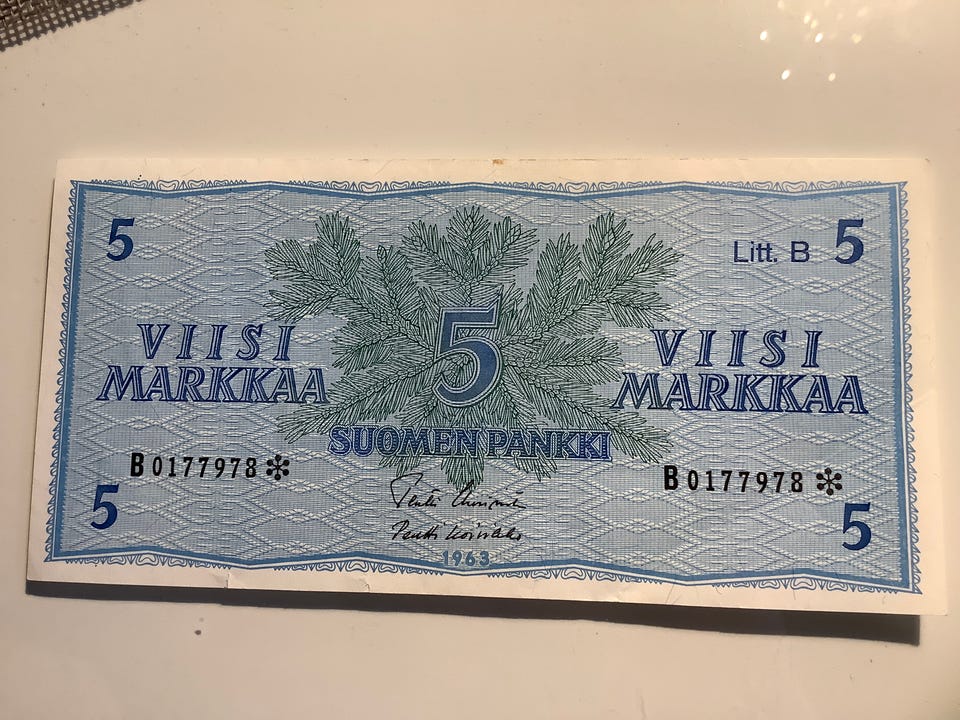 5
Litt. B 5
5
VIISI
MARKKAA
VIISI
MARKKAA
SUOMEN PANKKI
B0177978*
B0177978*
5
5
1963